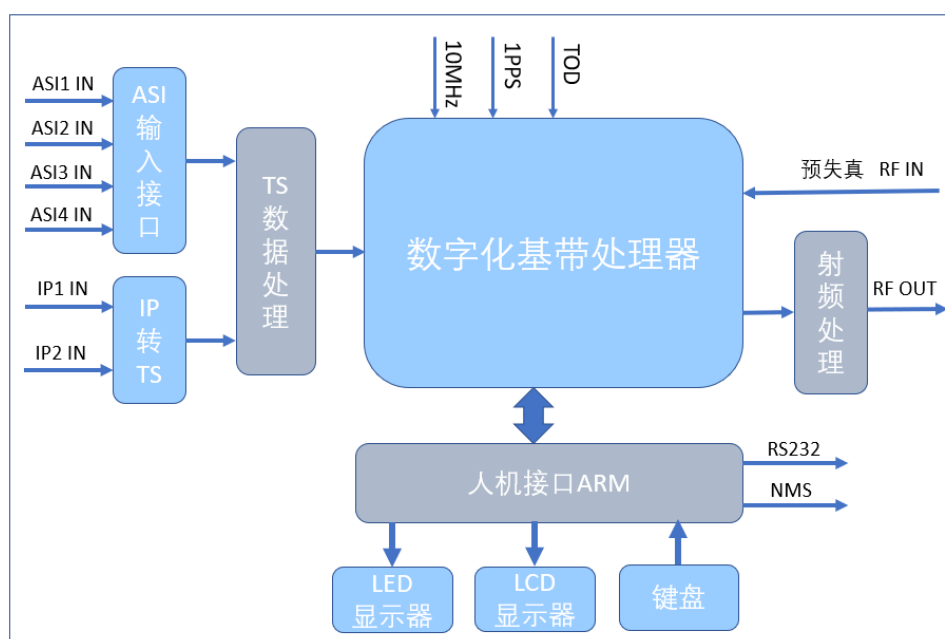 10MHz
1PPS
TOD
ASI1 IN
ASI2 IN
ASI3 IN
ASI4 IN
ASI
输
入
接
口
IP1 IN
IP2 IN
IP
转
TS
TS
数
据
处
理
数字化基带处理器
预失真 RF IN
射
频
处
理
RF OUT
人机接口ARM
RS232
NMS
LED
显示器
LCD
显示器
键盘